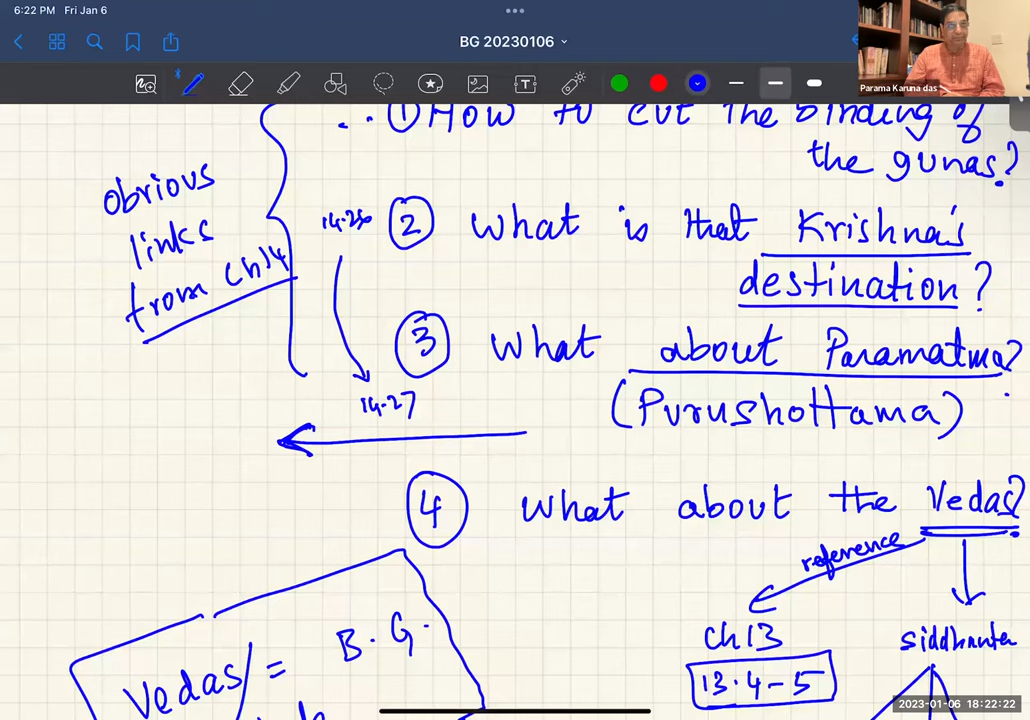 6:22 PM Fri Jan 6
BG 20230106
Parama Karuna das
∴ ① How to cut the binding of
the gunas?
obvious
links
from Ch14
14.26
② What is that Krishna's
destination?
③ What about Paramatma?
14.27
(Purushottama)
④ What about the Vedas?
reference
Ch13
siddhanta
13.4-5
Vedas/ = B.G.
2023-01-06 18:22:22